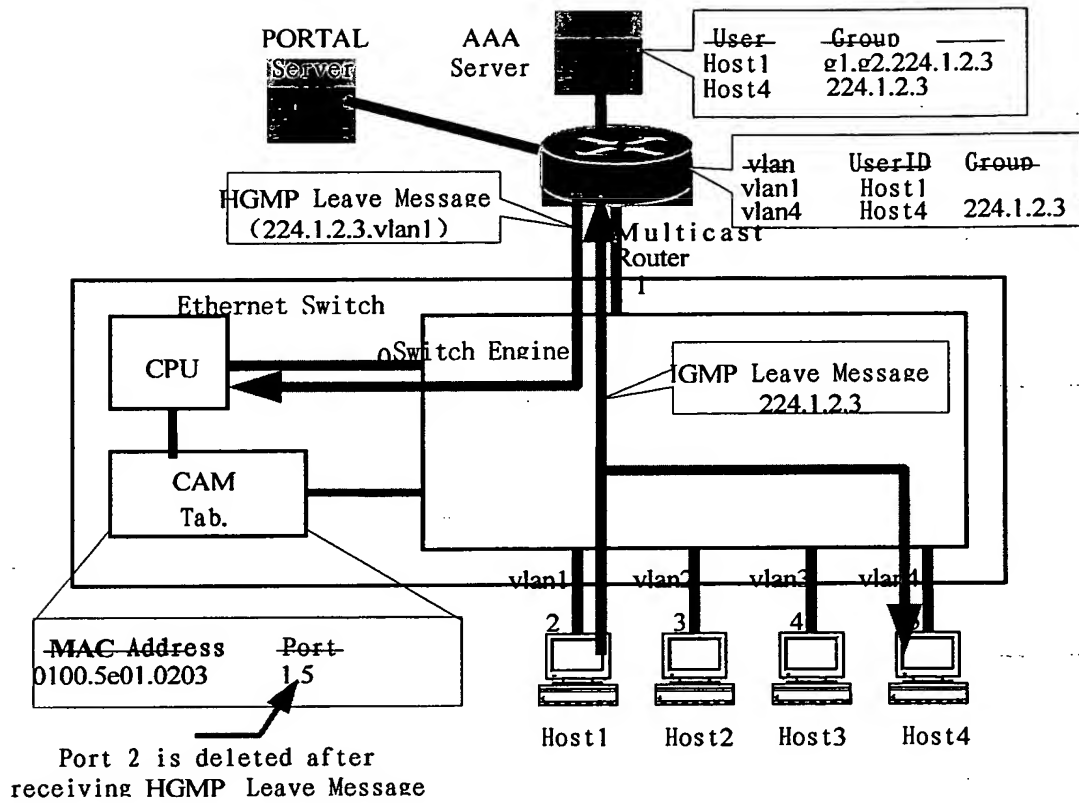 PORTAL
Server
AAA
Server
User Group
Host1 g1.g2.224.1.2.3
Host4 224.1.2.3
vlan UserID Group
vlan1 Host1
vlan4 Host4 224.1.2.3
HGMP Leave Message
(224.1.2.3.vlan1)
Multicast
Router
1
Ethernet Switch
CPU
0
Switch Engine
IGMP Leave Message
224.1.2.3
CAM
Tab.
vlan1 vlan2 vlan3 vlan4
2 3 4 5
MAC Address Port
0100.5e01.0203 1.5
Host1 Host2 Host3 Host4
Port 2 is deleted after
receiving HGMP Leave Message